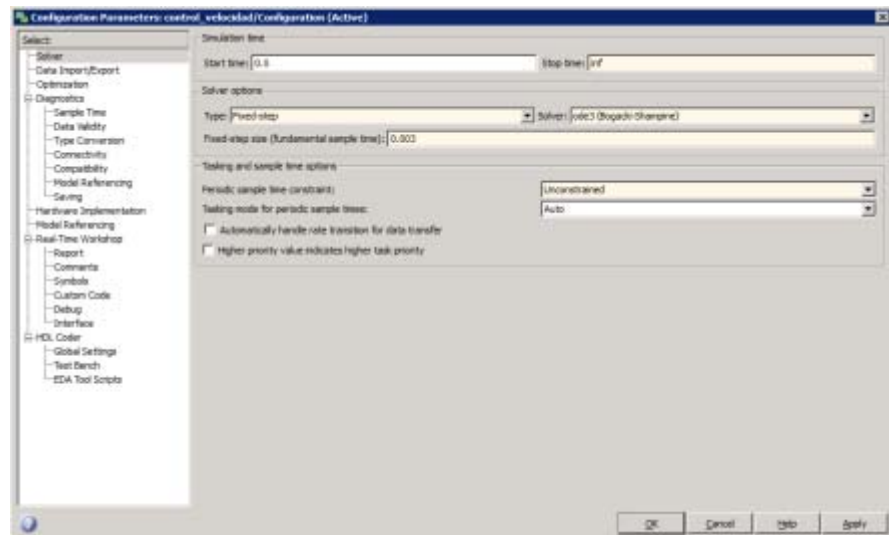 Configuration Parameters: control_velocidad/Configuration (Active)
Select:
Solver
Data Import/Export
Optimization
Diagnostics
Sample Time
Data Validity
Type Conversion
Connectivity
Compatibility
Model Referencing
Saving
Hardware Implementation
Model Referencing
Real-Time Workshop
Report
Comments
Symbols
Custom Code
Debug
Interface
HDL Coder
Global Settings
Test Bench
EDA Tool Scripts
Simulation time
Start time: 0.0 Stop time: inf
Solver options
Type: Fixed-step Solver: ode3 (Bogacki-Shampine)
Fixed-step size (fundamental sample time): 0.003
Tasking and sample time options
Periodic sample time constraint: Unconstrained
Tasking mode for periodic sample times: Auto
Automatically handle rate transition for data transfer
Higher priority value indicates higher task priority
OK Cancel Help Apply